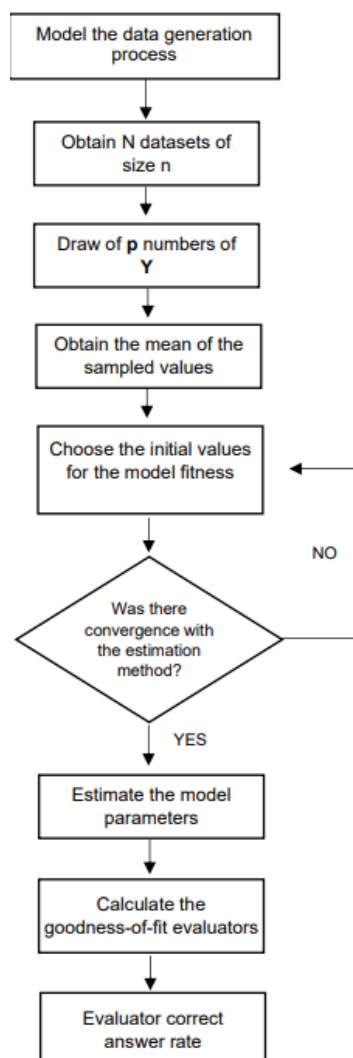 Model the data generation
process
Obtain N datasets of
size n
Draw of p numbers of
Y
Obtain the mean of the
sampled values
Choose the initial values
for the model fitness
NO
Was there
convergence with
the estimation
method?
YES
Estimate the model
parameters
Calculate the
goodness-of-fit evaluators
Evaluator correct
answer rate